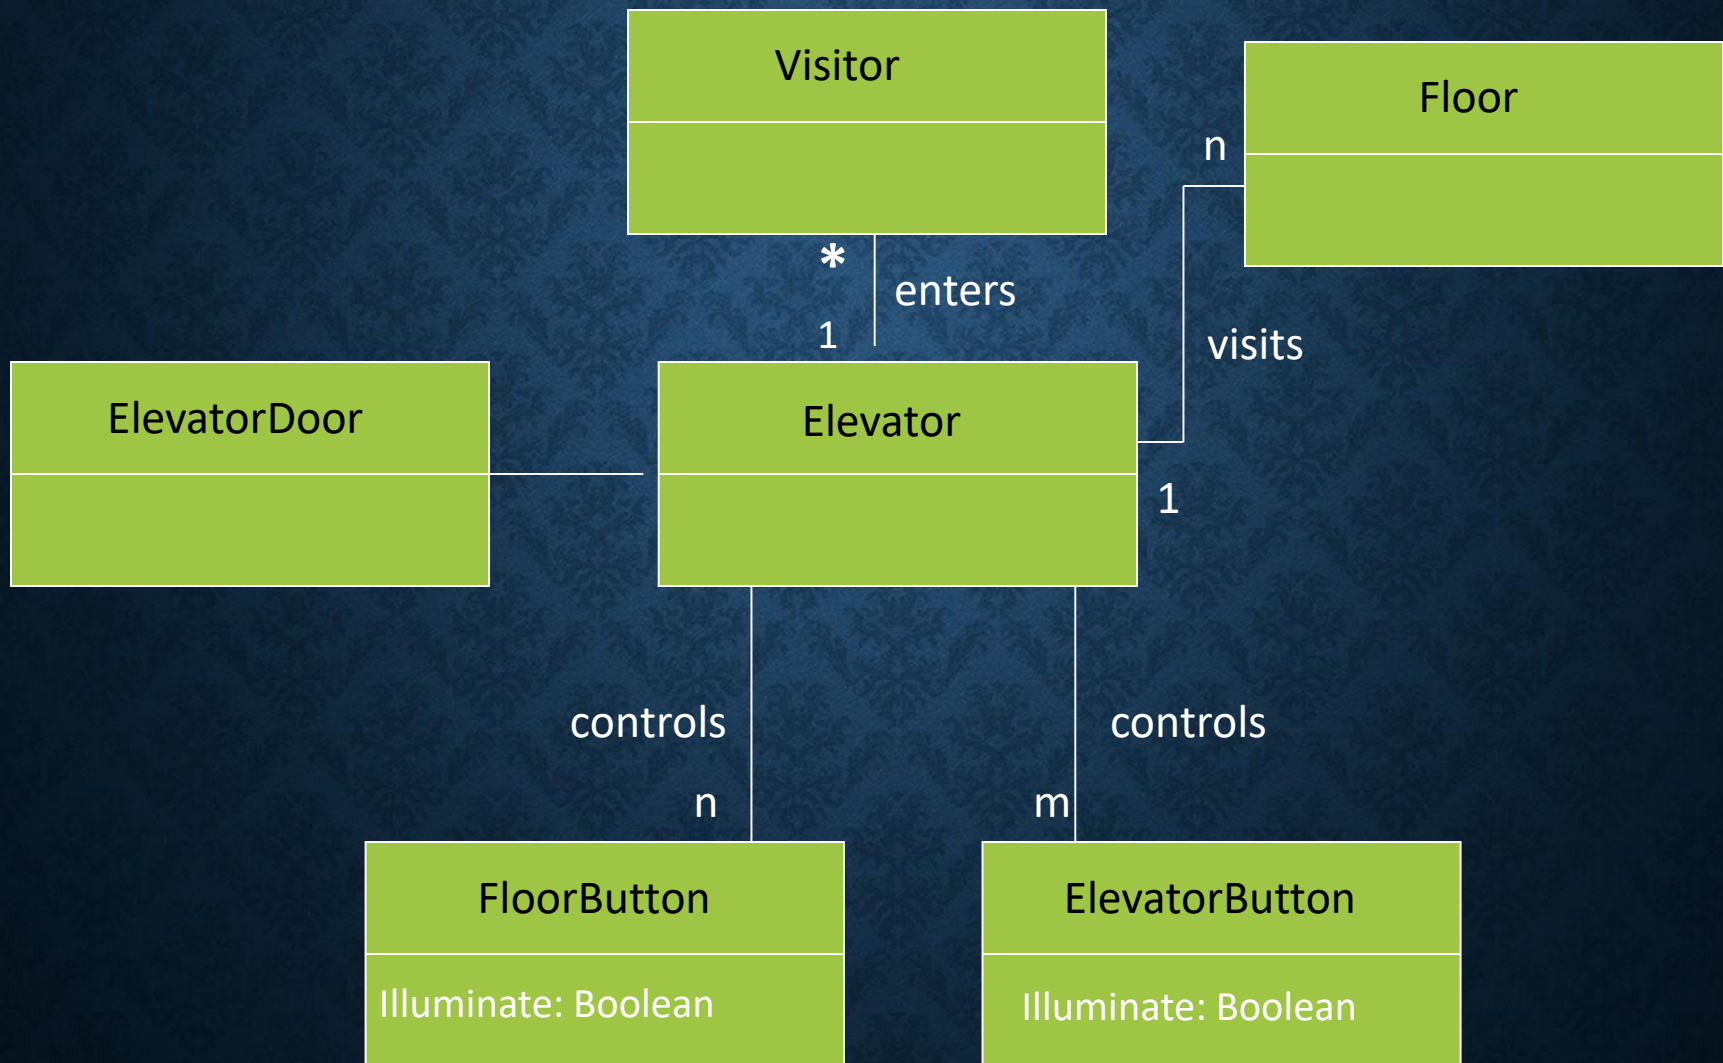 Visitor
Floor
n
*
enters
1
visits
ElevatorDoor
Elevator
1
controls
controls
n
m
FloorButton
ElevatorButton
Illuminate: Boolean
Illuminate: Boolean